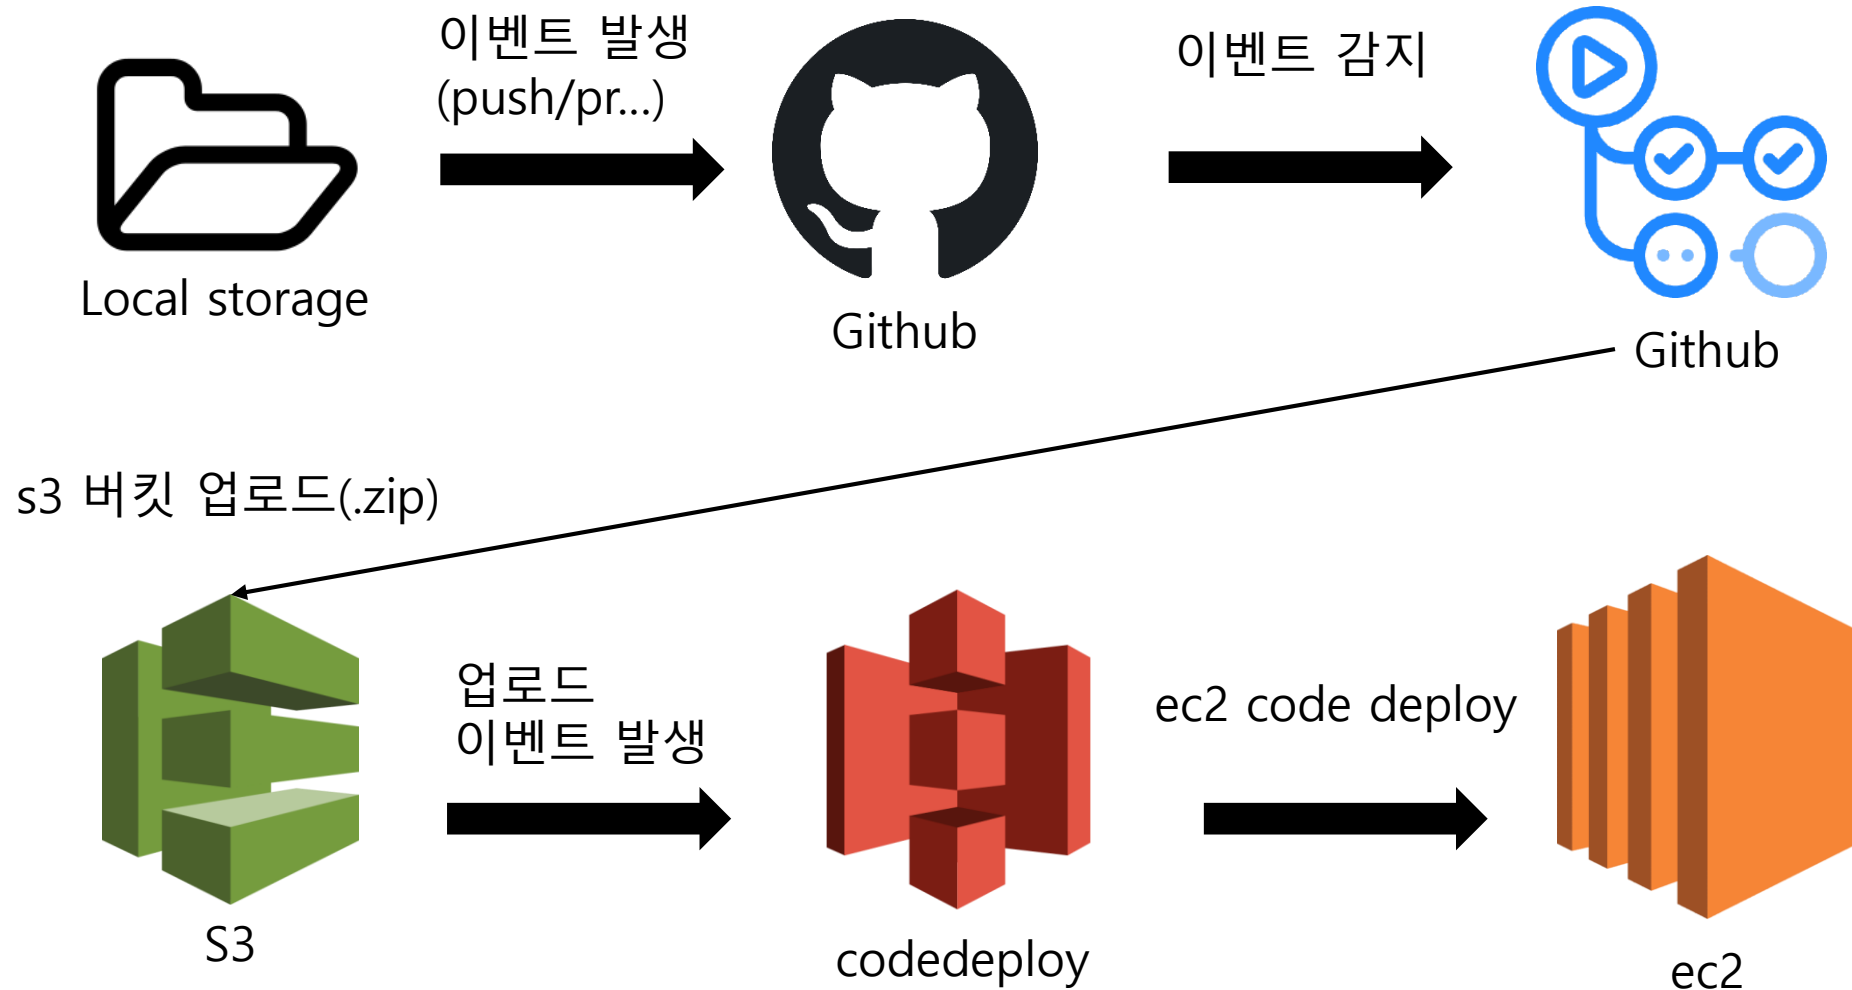 이벤트 발생
(push/pr...)
이벤트 감지
Local storage
Github
Github
s3 버킷 업로드(.zip)
업로드
이벤트 발생
ec2 code deploy
S3
codedeploy
ec2